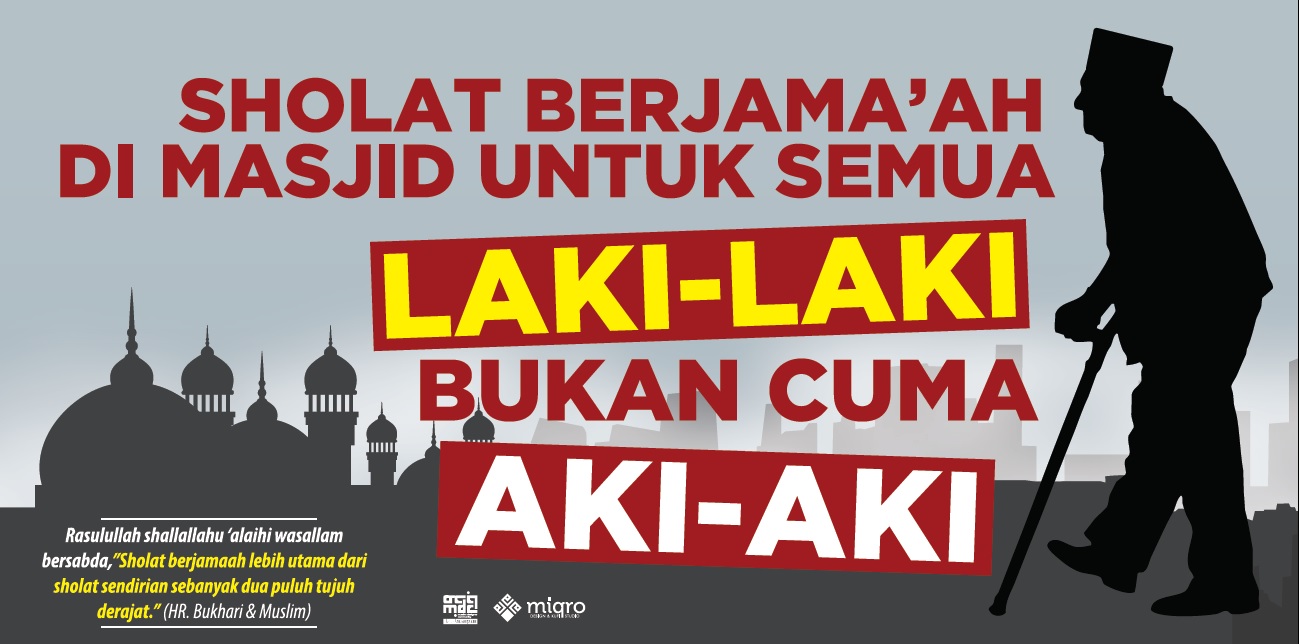 SHOLAT BERJAMA’AH
DI MASJID UNTUK SEMUA
LAKI-LAKI
BUKAN CUMA
AKI-AKI
Rasulullah shallallahu ‘alaihi wasallam
bersabda,”Sholat berjamaah lebih utama dari
sholat sendirian sebanyak dua puluh tujuh
derajat.” (HR. Bukhari & Muslim)
miqro